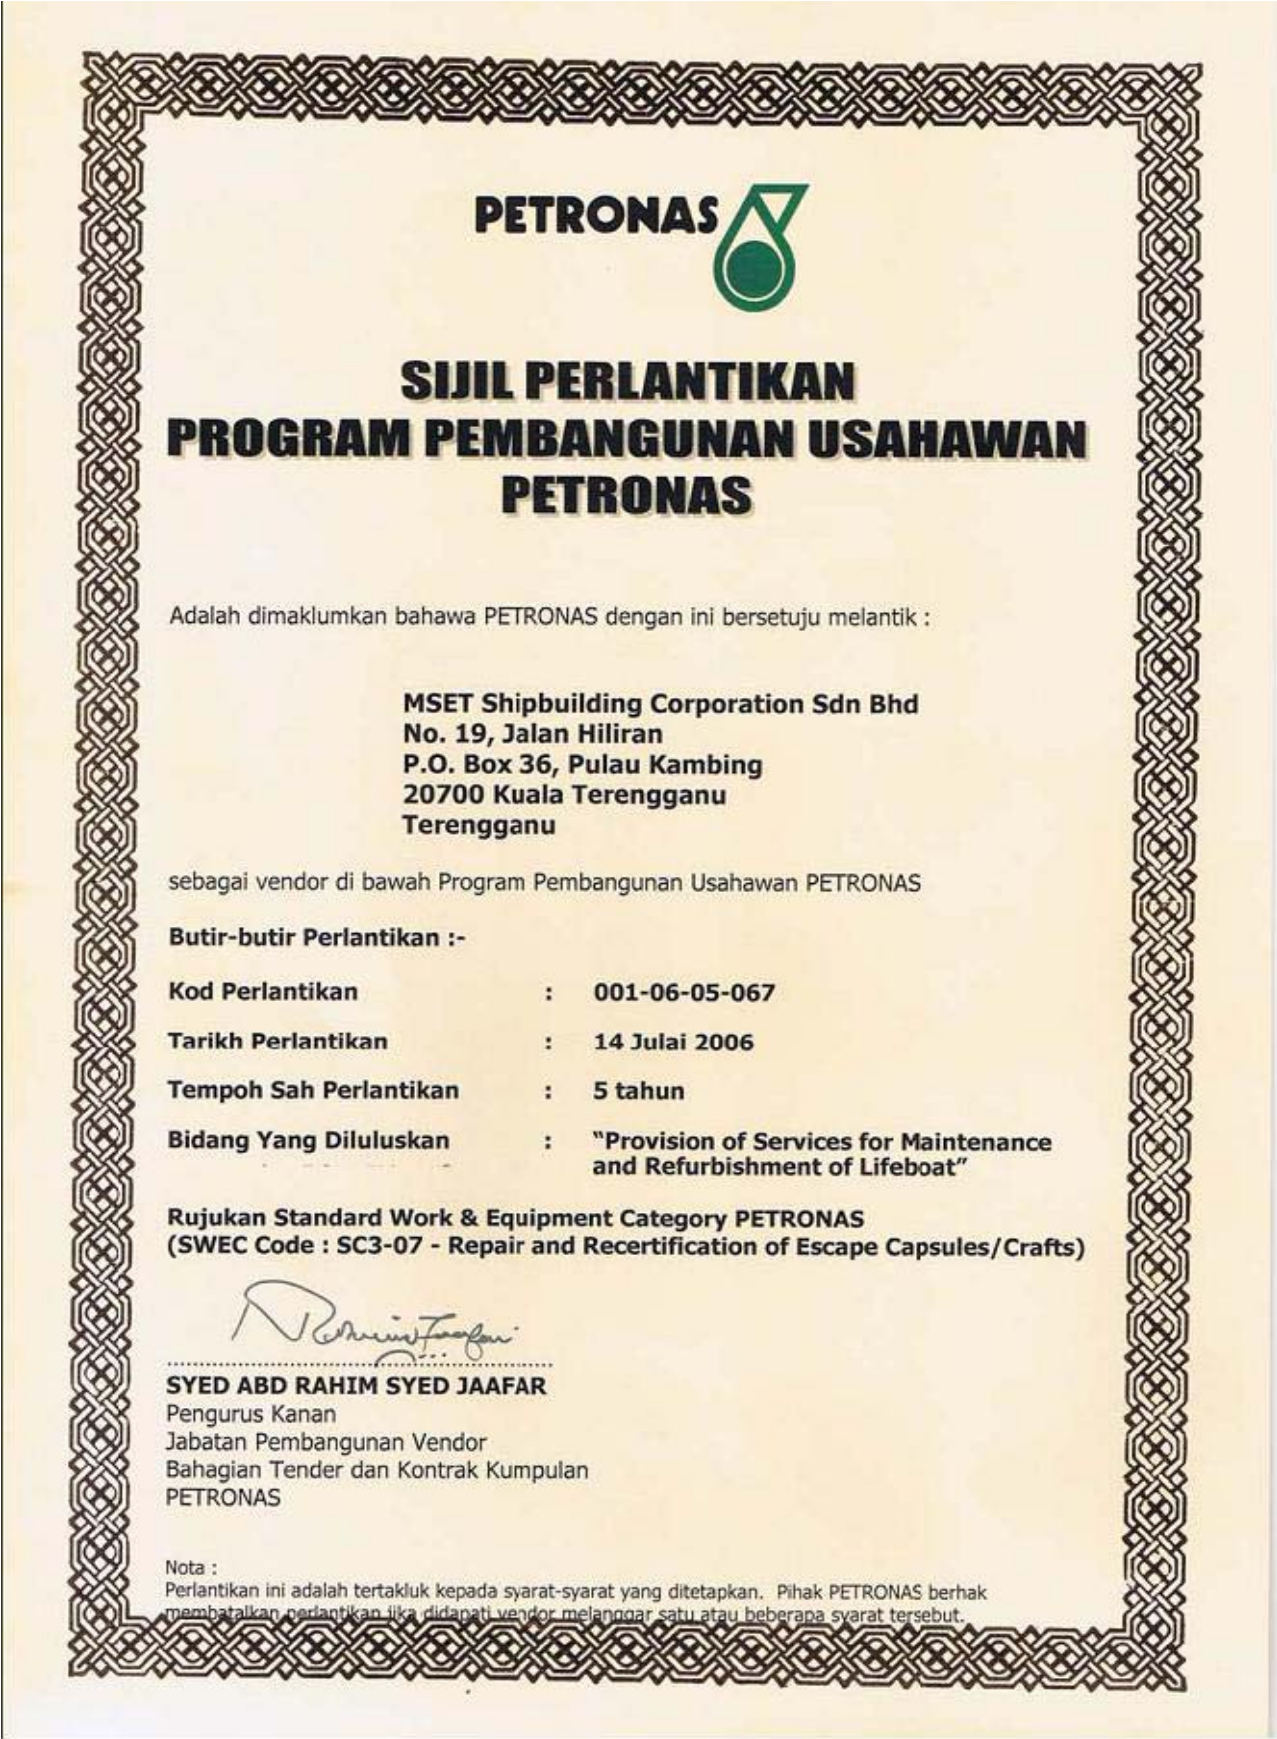 PETRONAS
SIJIL PERLANTIKAN
PROGRAM PEMBANGUNAN USAHAWAN
PETRONAS
Adalah dimaklumkan bahawa PETRONAS dengan ini bersetuju melantik :
MSET Shipbuilding Corporation Sdn Bhd
No. 19, Jalan Hiliran
P.O. Box 36, Pulau Kambing
20700 Kuala Terengganu
Terengganu
sebagai vendor di bawah Program Pembangunan Usahawan PETRONAS
Butir-butir Perlantikan :-
Kod Perlantikan : 001-06-05-067
Tarikh Perlantikan : 14 Julai 2006
Tempoh Sah Perlantikan : 5 tahun
Bidang Yang Diluluskan : "Provision of Services for Maintenance
and Refurbishment of Lifeboat"
Rujukan Standard Work & Equipment Category PETRONAS
(SWEC Code : SC3-07 - Repair and Recertification of Escape Capsules/Crafts)
SYED ABD RAHIM SYED JAAFAR
Pengurus Kanan
Jabatan Pembangunan Vendor
Bahagian Tender dan Kontrak Kumpulan
PETRONAS
Nota :
Perlantikan ini adalah tertakluk kepada syarat-syarat yang ditetapkan. Pihak PETRONAS berhak
membatalkan perlantikan jika didapati vendor melanggar satu atau beberapa syarat tersebut.